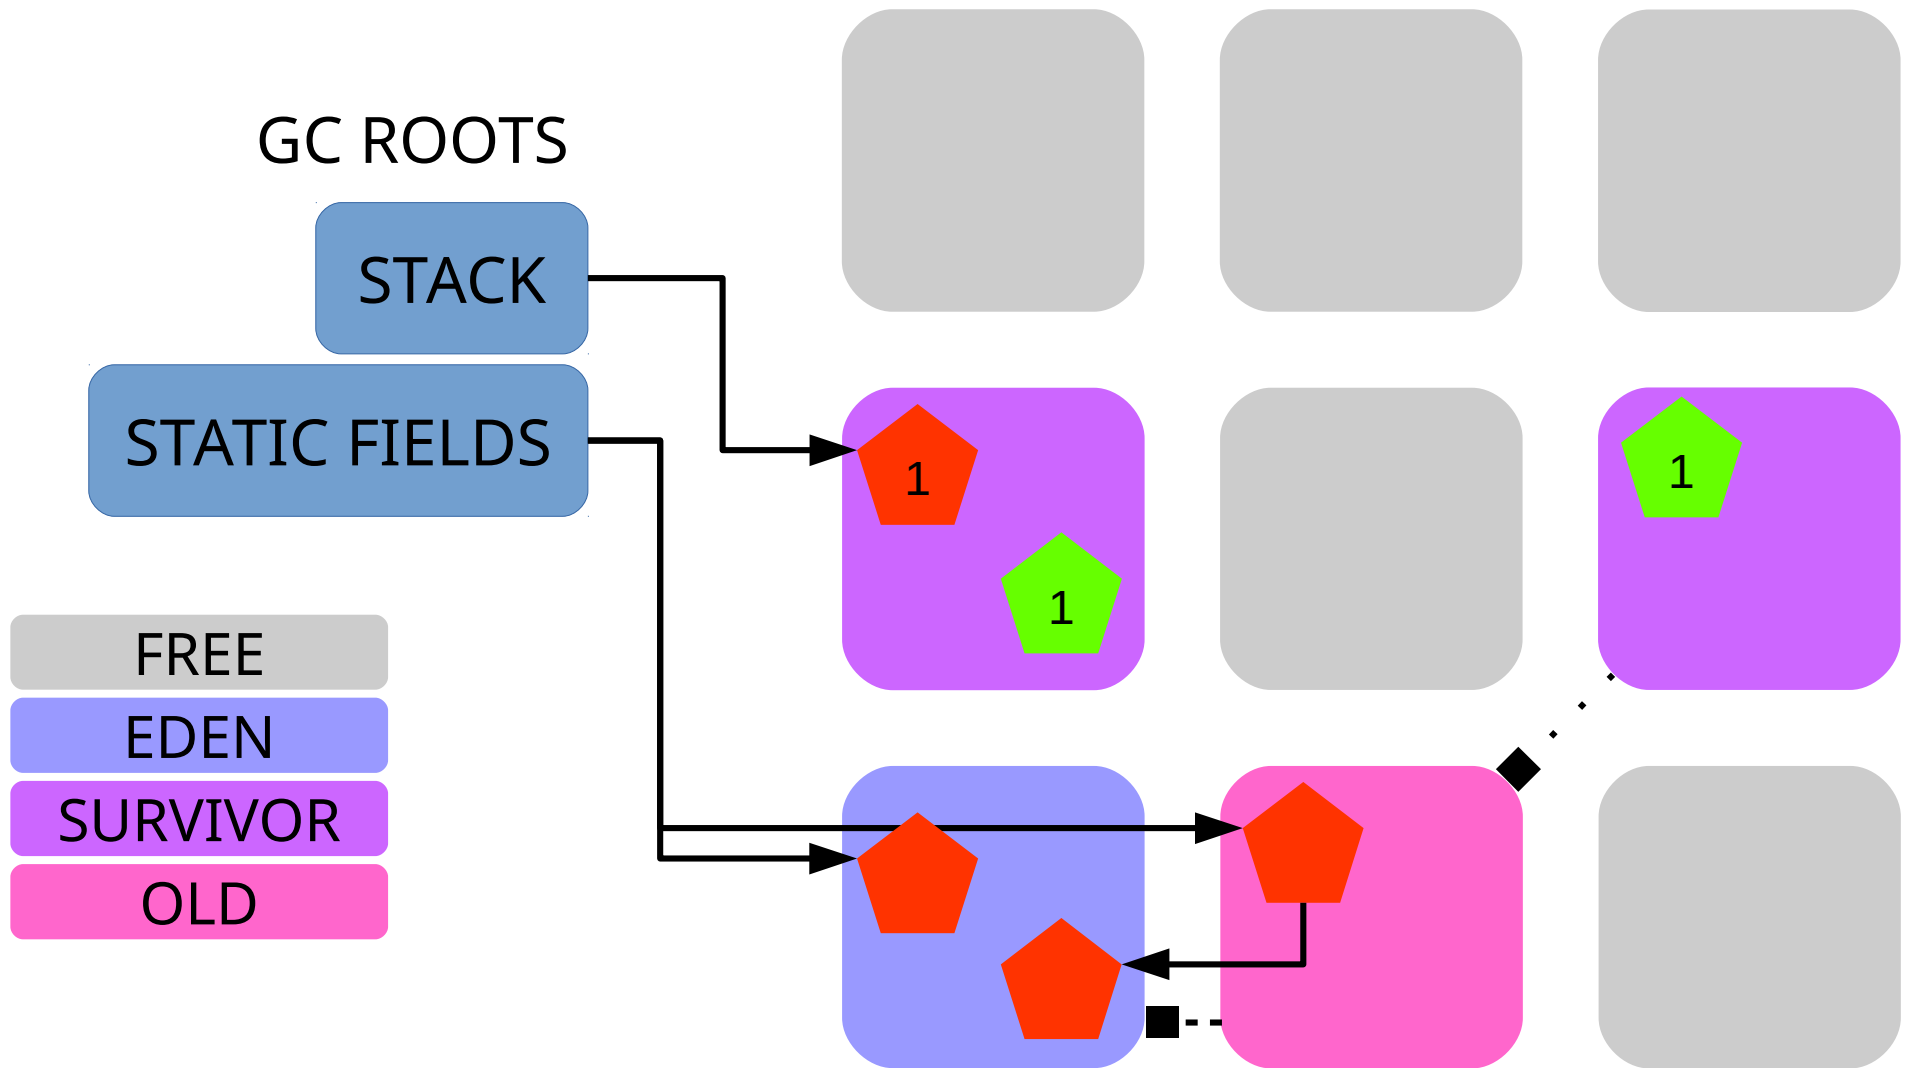 GC ROOTS
STACK
STATIC FIELDS
1
1
1
FREE
EDEN
SURVIVOR
OLD